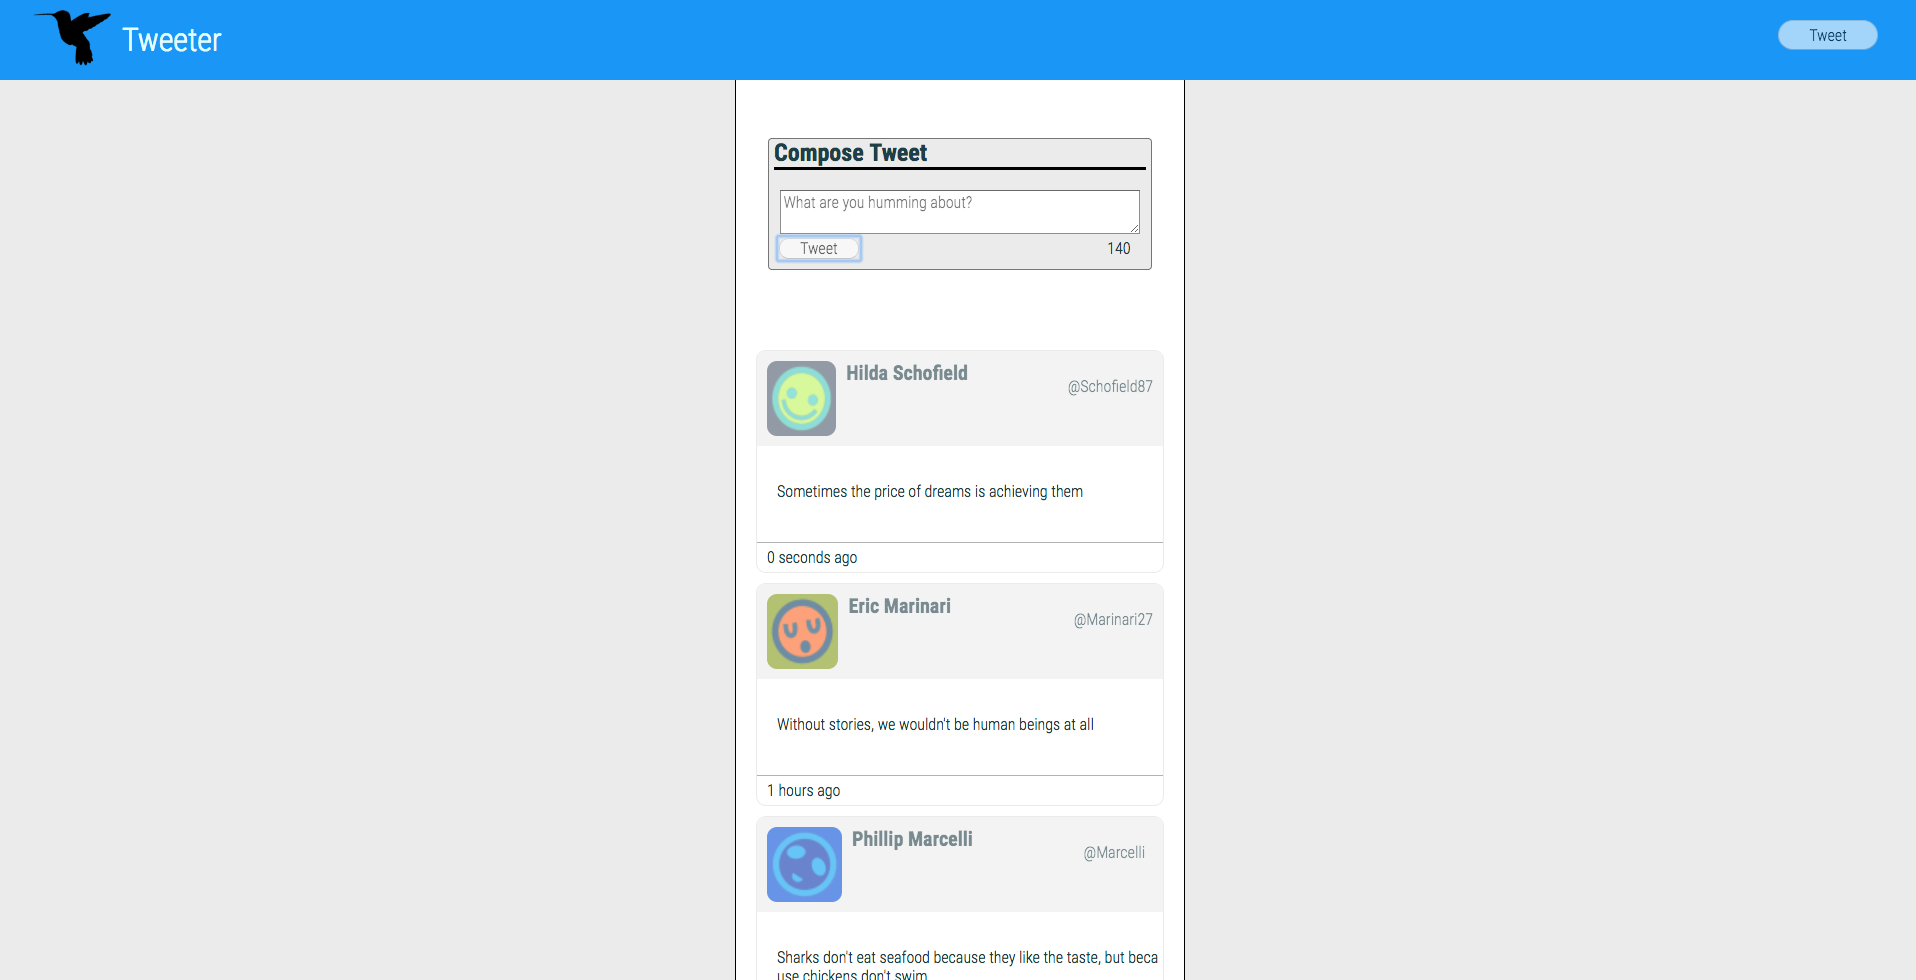 Tweeter
Tweet
Compose Tweet
What are you humming about?
Tweet
140
Hilda Schofield
@Schofield87
Sometimes the price of dreams is achieving them
0 seconds ago
Eric Marinari
@Marinari27
Without stories, we wouldn't be human beings at all
1 hours ago
Phillip Marcelli
@Marcelli
Sharks don't eat seafood because they like the taste, but beca
use chickens don't swim